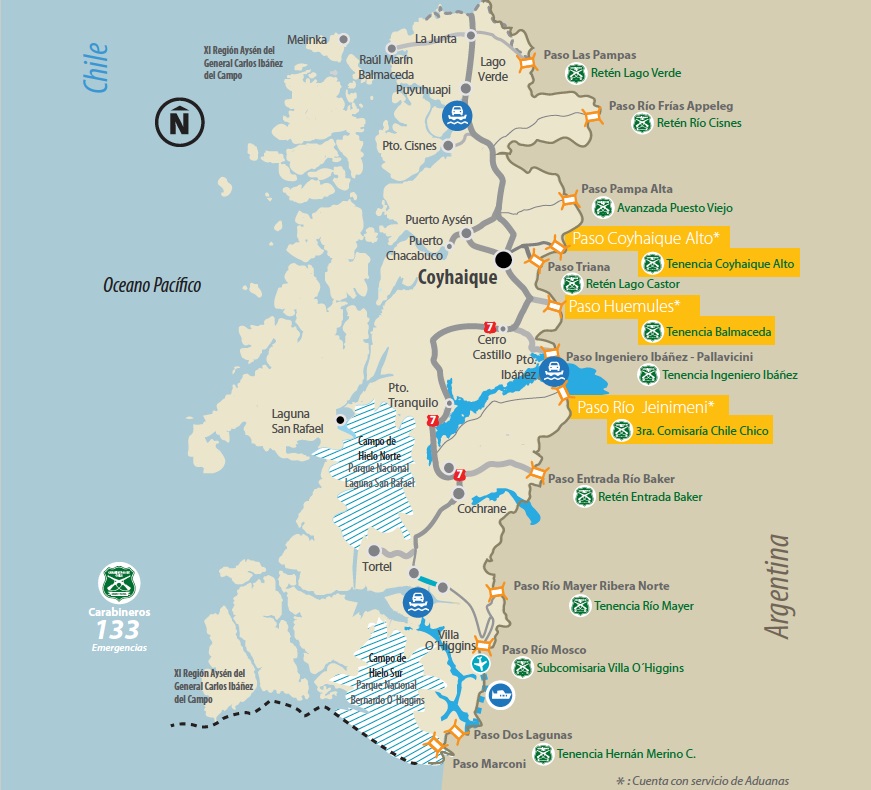 Chile
XI Región Aysén del
General Carlos Ibáñez
del Campo
Melinka
La Junta
Raúl Marín
Balmaceda
Lago
Verde
Puyuhuapi
Paso Las Pampas
Retén Lago Verde
N
Paso Río Frías Appeleg
Retén Río Cisnes
Pto. Cisnes
Paso Pampa Alta
Avanzada Puesto Viejo
Puerto Aysén
Puerto
Chacabuco
Coyhaique
Paso Coyhaique Alto*
Tenencia Coyhaique Alto
Paso Triana
Retén Lago Castor
Oceano Pacífico
Paso Huemules*
Tenencia Balmaceda
7
Cerro
Castillo
Pto.
Ibáñez
Paso Ingeniero Ibáñez - Pallavicini
Tenencia Ingeniero Ibáñez
Pto.
Tranquilo
Paso Río Jeinimeni*
3ra. Comisaría Chile Chico
Laguna
San Rafael
7
Campo de
Hielo Norte
Parque Nacional
Laguna San Rafael
7
Paso Entrada Río Baker
Retén Entrada Baker
Cochrane
Tortel
Argentina
Paso Río Mayer Ribera Norte
Tenencia Río Mayer
Carabineros
133
Emergencias
Villa
O´Higgins
Paso Río Mosco
Subcomisaria Villa O´Higgins
XI Región Aysén del
General Carlos Ibáñez
del Campo
Campo de
Hielo Sur
Parque Nacional
Bernardo O´Higgins
Paso Dos Lagunas
Tenencia Hernán Merino C.
Paso Marconi
* : Cuenta con servicio de Aduanas